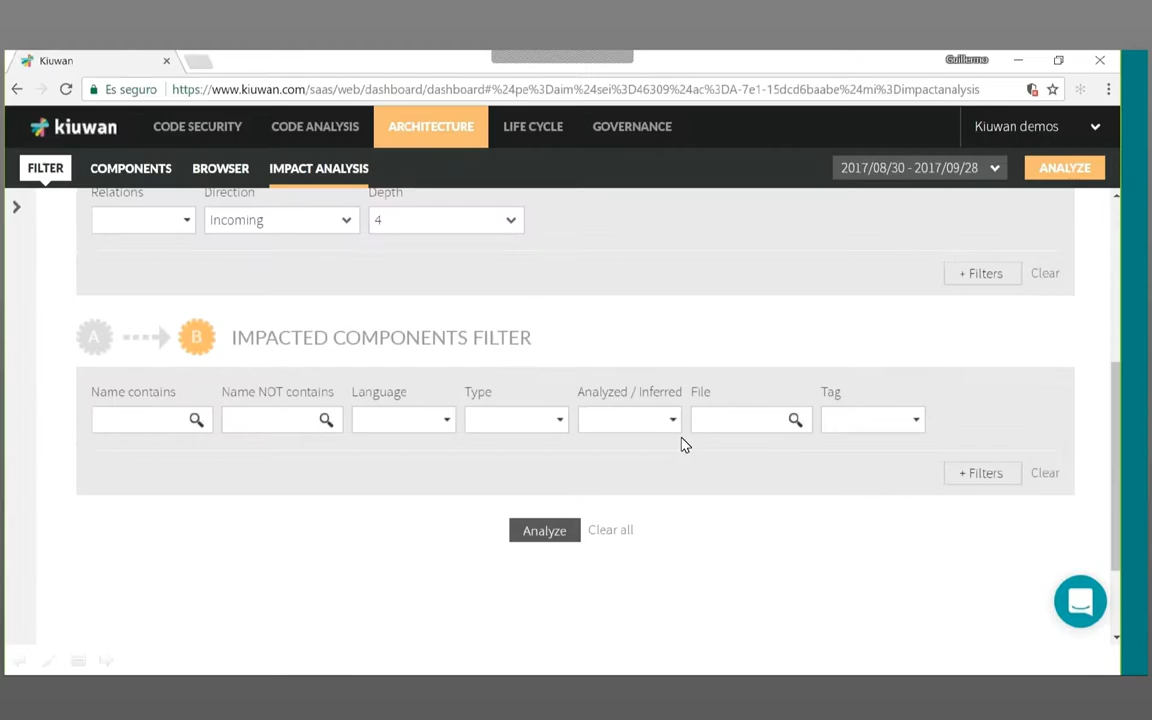 Kiuwan
Guillermo
Es seguro https://www.kiuwan.com/saas/web/dashboard/dashboard#%24pe%3Daim%24sei%3D46309%24ac%3DA-7e1-15dcd6baabe%24mi%3Dimpactanalysis
kiuwan CODE SECURITY CODE ANALYSIS ARCHITECTURE LIFE CYCLE GOVERNANCE Kiuwan demos
FILTER COMPONENTS BROWSER IMPACT ANALYSIS 2017/08/30 - 2017/09/28 ANALYZE
Relations Direction Depth
Incoming 4
+ Filters Clear
A B IMPACTED COMPONENTS FILTER
Name contains Name NOT contains Language Type Analyzed / Inferred File Tag
+ Filters Clear
Analyze Clear all